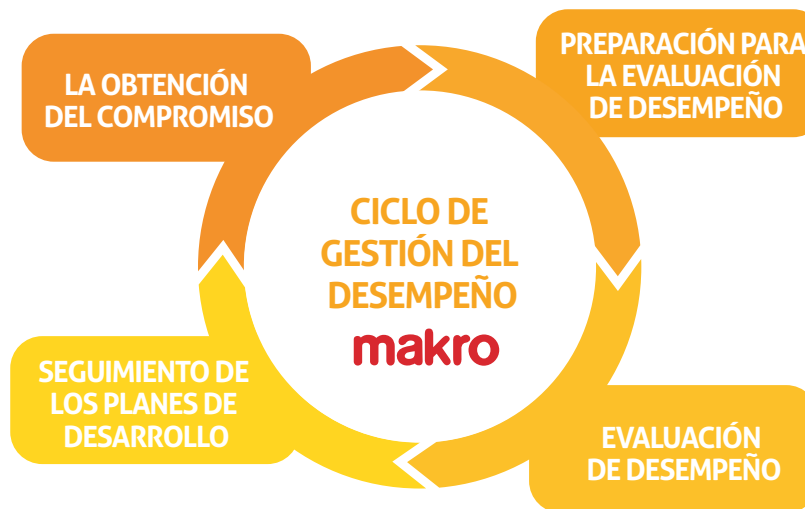 LA OBTENCIÓN
DEL COMPROMISO
PREPARACIÓN PARA
LA EVALUACIÓN
DE DESEMPEÑO
CICLO DE
GESTIÓN DEL
DESEMPEÑO
makro
SEGUIMIENTO DE
LOS PLANES DE
DESARROLLO
EVALUACIÓN
DE DESEMPEÑO